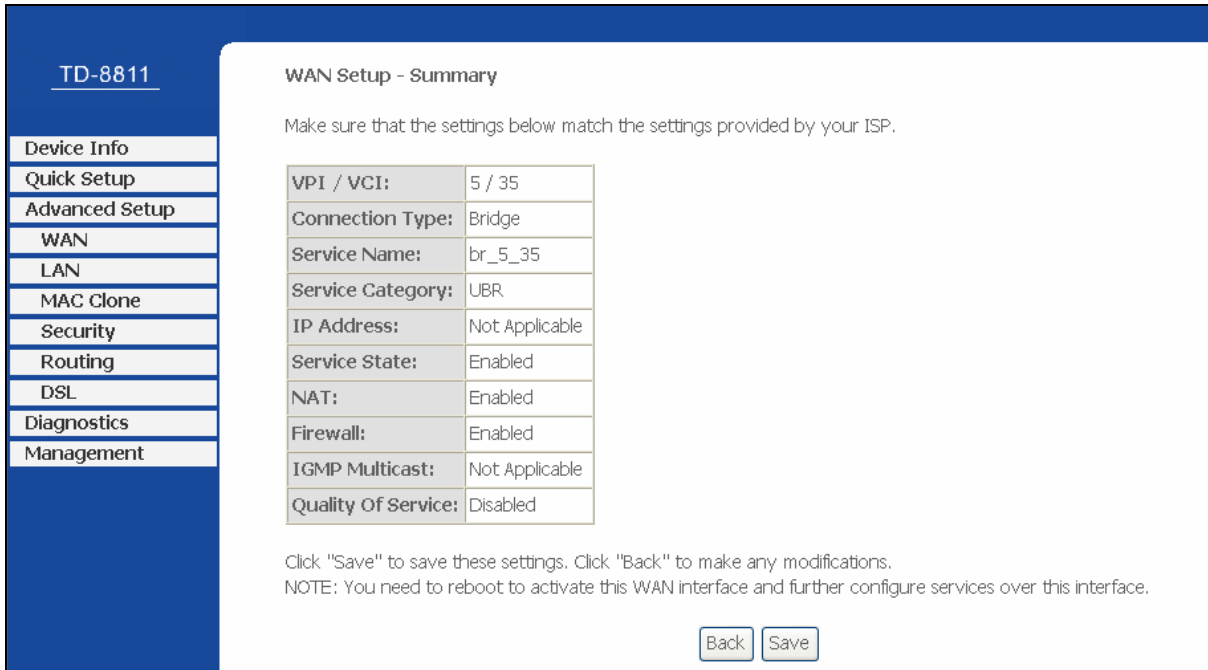 TD-8811
Device Info
Quick Setup
Advanced Setup
WAN
LAN
MAC Clone
Security
Routing
DSL
Diagnostics
Management
WAN Setup - Summary
Make sure that the settings below match the settings provided by your ISP.
VPI / VCI: 5 / 35
Connection Type: Bridge
Service Name: br_5_35
Service Category: UBR
IP Address: Not Applicable
Service State: Enabled
NAT: Enabled
Firewall: Enabled
IGMP Multicast: Not Applicable
Quality Of Service: Disabled
Click "Save" to save these settings. Click "Back" to make any modifications.
NOTE: You need to reboot to activate this WAN interface and further configure services over this interface.
Back Save